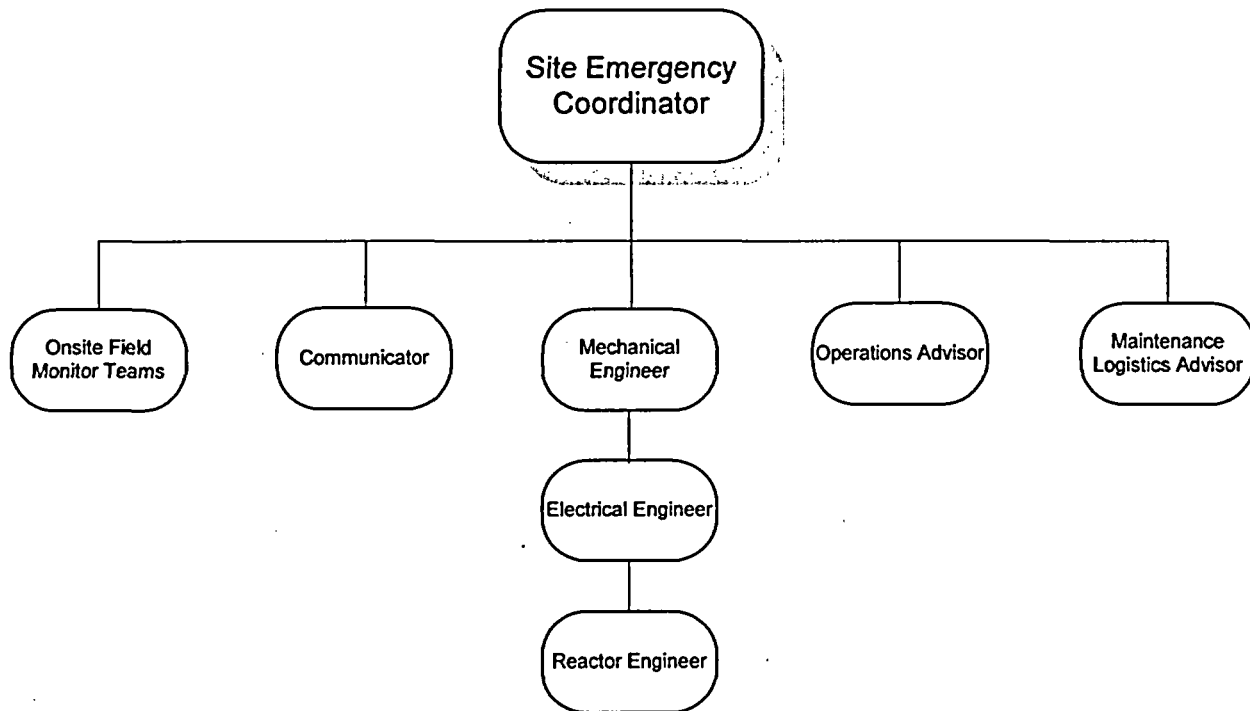 Site Emergency
Coordinator
Onsite Field
Monitor Teams
Communicator
Mechanical
Engineer
Operations Advisor
Maintenance
Logistics Advisor
Electrical Engineer
Reactor Engineer